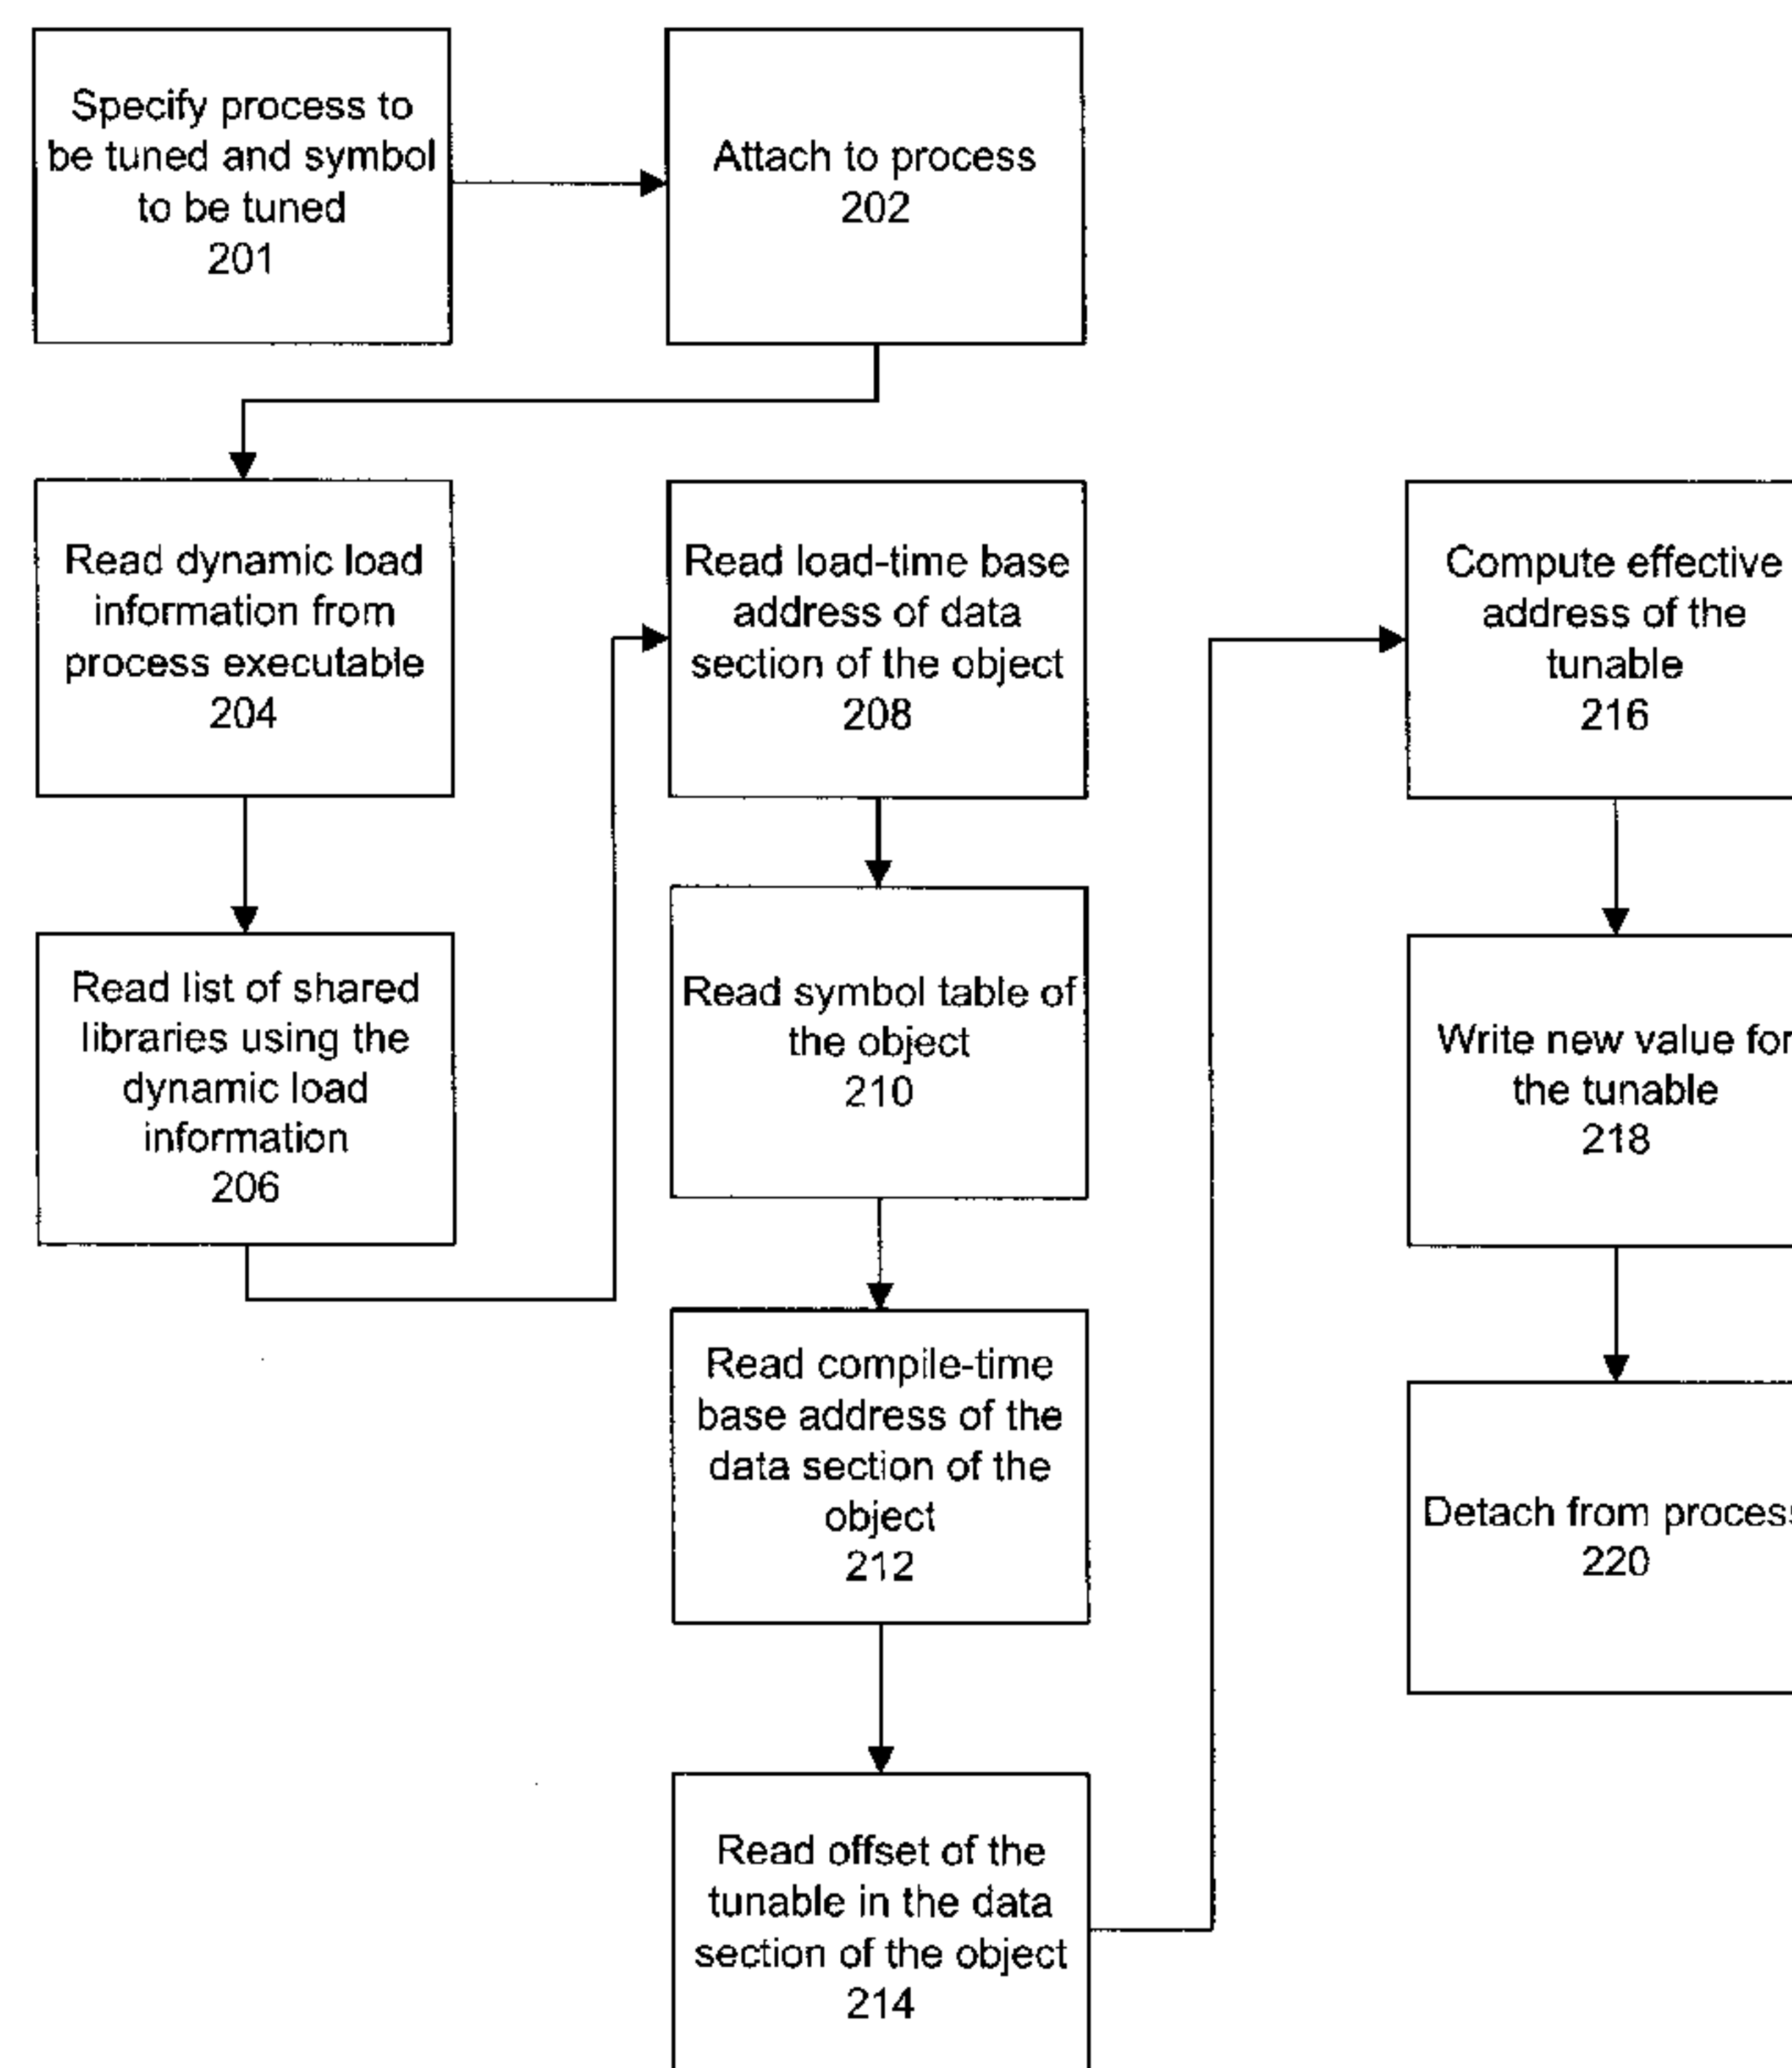 Specify process to
be tuned and symbol
to be tuned
201
Attach to process
202
Read dynamic load
information from
process executable
204
Read list of shared
libraries using the
dynamic load
information
206
Read load-time base
address of data
section of the object
208
Read symbol table of
the object
210
Read compile-time
base address of the
data section of the
object
212
Read offset of the
tunable in the data
section of the object
214
Compute effective
address of the
tunable
216
Write new value for
the tunable
218
Detach from process
220